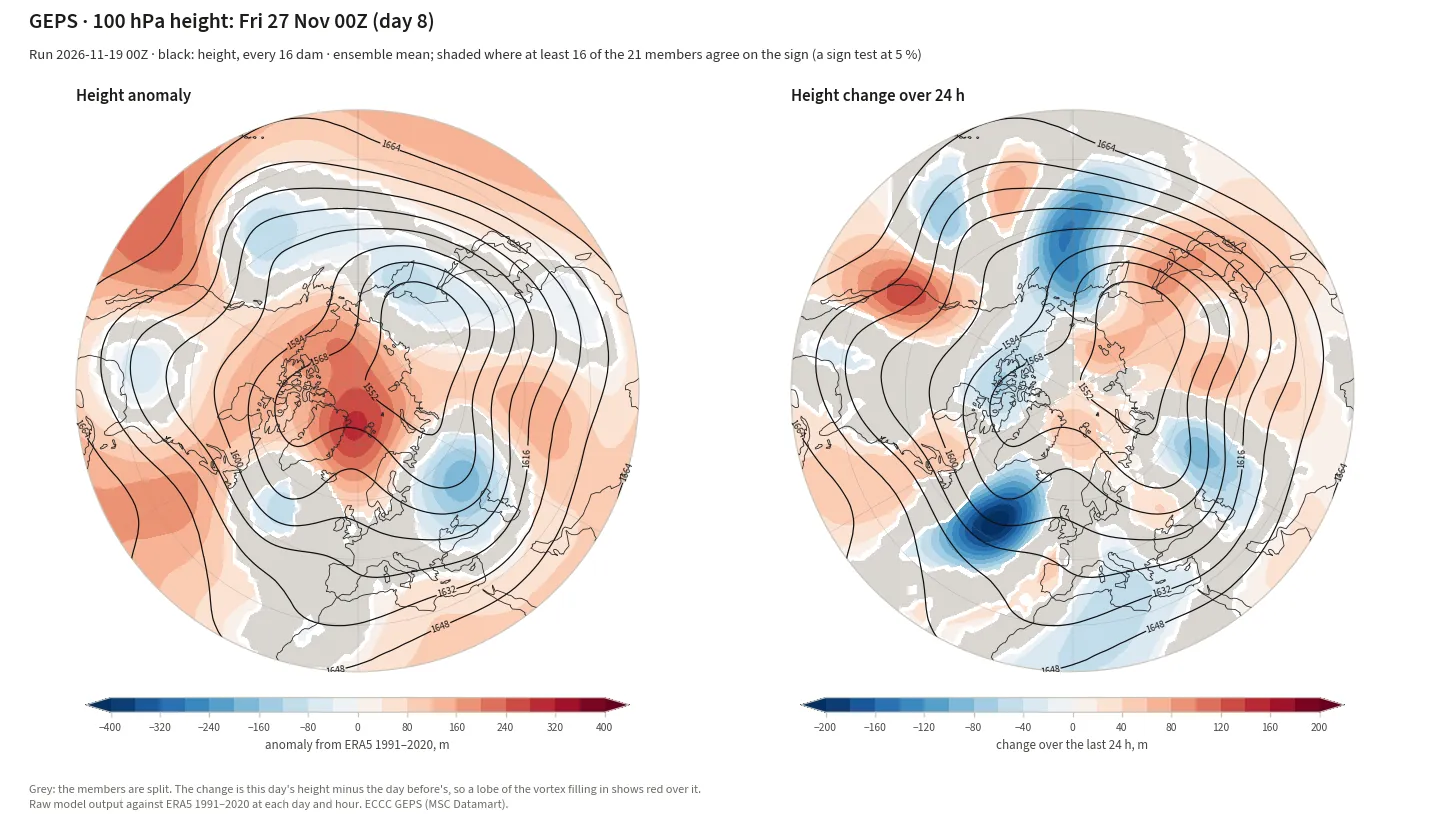 GEPS · 100 hPa height: Fri 27 Nov 00Z (day 8)
Run 2026-11-19 00Z · black: height, every 16 dam · ensemble mean; shaded where at least 16 of the 21 members agree on the sign (a sign test at 5 %)
Height anomaly
Height change over 24 h
1664
1584
1568
1552
1600
1616
1664
1664
1632
1648
1648
1664
1584
1568
1552
1600
1616
1664
1664
1632
1648
1648
−400 −320 −240 −160 −80 0 80 160 240 320 400
anomaly from ERA5 1991–2020, m
−200 −160 −120 −80 −40 0 40 80 120 160 200
change over the last 24 h, m
Grey: the members are split. The change is this day's height minus the day before's, so a lobe of the vortex filling in shows red over it.
Raw model output against ERA5 1991–2020 at each day and hour. ECCC GEPS (MSC Datamart).